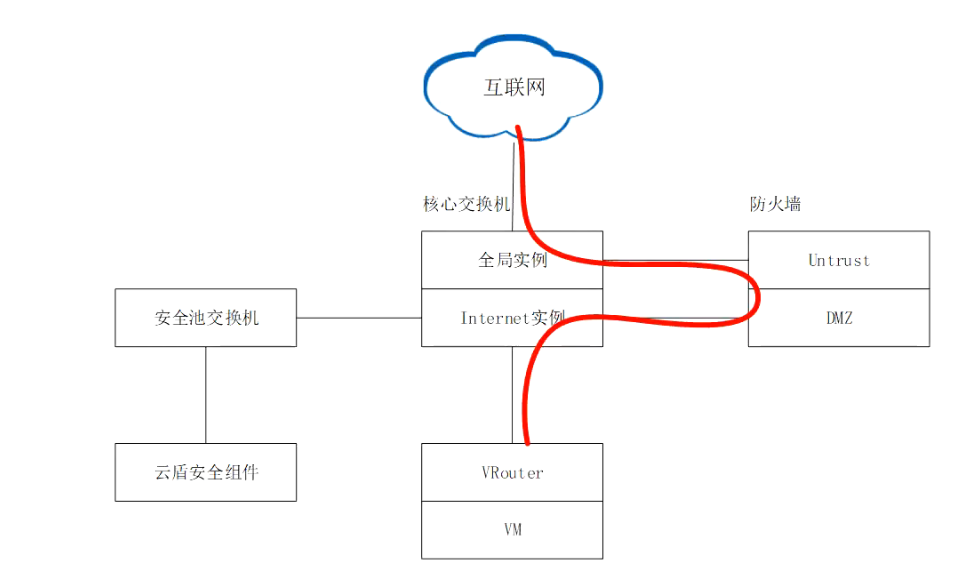 互联网
核心交换机
防火墙
全局实例
Untrust
安全池交换机
Internet实例
DMZ
云盾安全组件
VRouter
VM